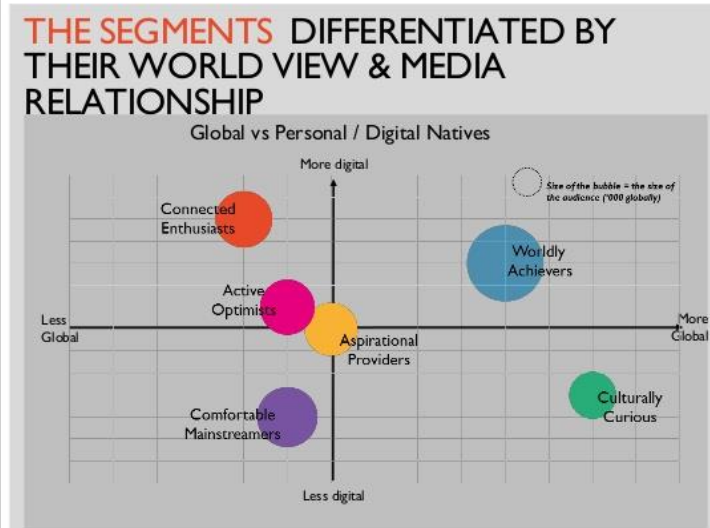 THE SEGMENTS DIFFERENTIATED BY
THEIR WORLD VIEW & MEDIA
RELATIONSHIP
Global vs Personal / Digital Natives
More digital
Size of the bubble = the size of
the audience ('000 globally)
Connected
Enthusiasts
Worldly
Achievers
Active
Optimists
Less
Global
More
Global
Aspirational
Providers
Culturally
Curious
Comfortable
Mainstreamers
Less digital